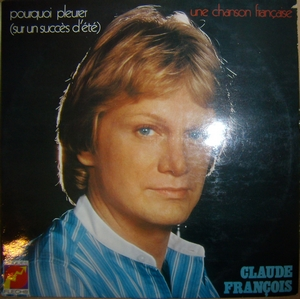 pourquoi pleurer
(sur un succès d'été)
une chanson française
CLAUDE
FRANÇOIS